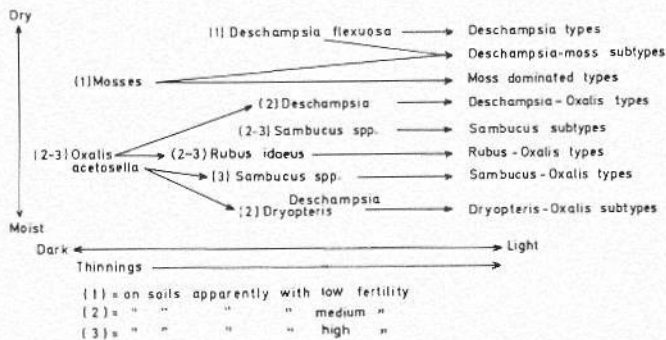 Dry
(1) Deschampsia flexuosa Deschampsia types
Deschampsia-moss subtypes
(1) Mosses Moss dominated types
(2) Deschampsia Deschampsia-Oxalis types
(2-3) Sambucus spp. Sambucus subtypes
(2-3) Oxalis (2-3) Rubus idaeus Rubus-Oxalis types
acetosella
(3) Sambucus spp. Sambucus-Oxalis types
Deschampsia
(2) Dryopteris Dryopteris-Oxalis subtypes
Moist
Dark Light
Thinnings
(1) = on soils apparently with low fertility
(2) = " " " " medium "
(3) = " " " " high "